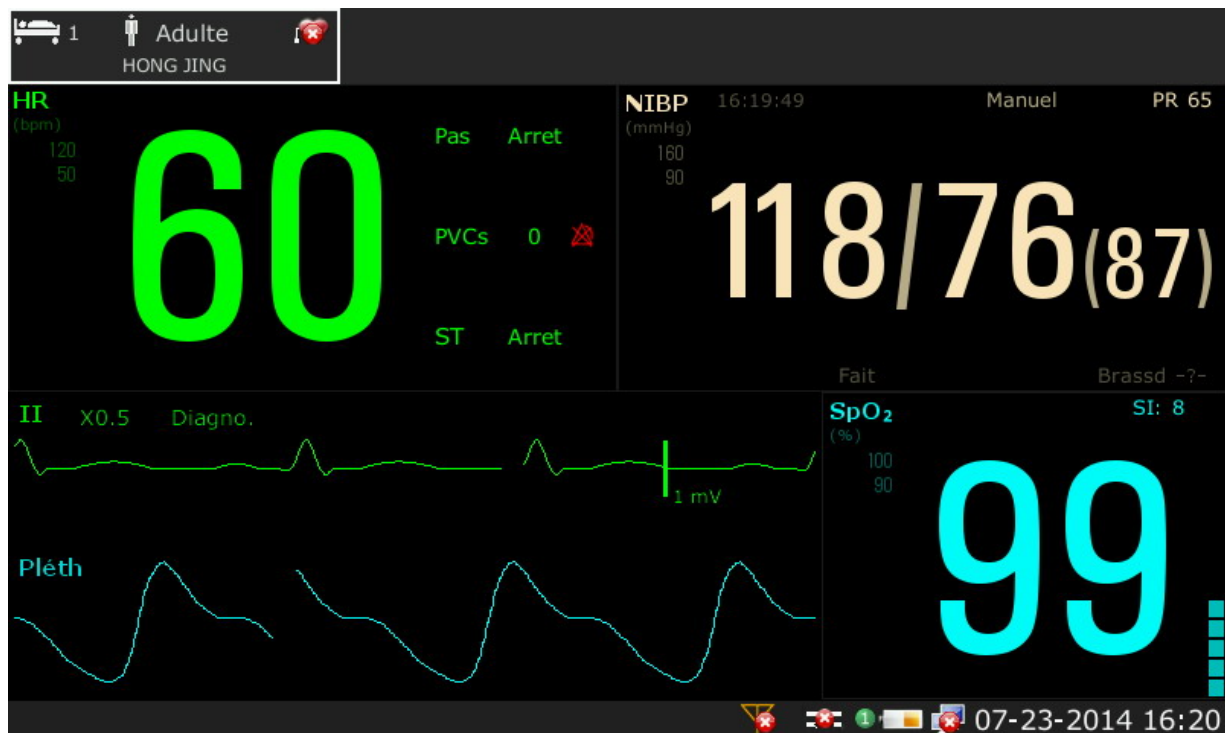 1 Adulte
HONG JING
HR
(bpm)
120
50
60
Pas Arret
PVCs 0
ST Arret
NIBP 16:19:49 Manuel PR 65
(mmHg)
160
90
118/76(87)
Fait Brassd -?-
II X0.5 Diagno.
1 mV
Pléth
SpO₂ SI: 8
(%)
100
90
99
1 07-23-2014 16:20